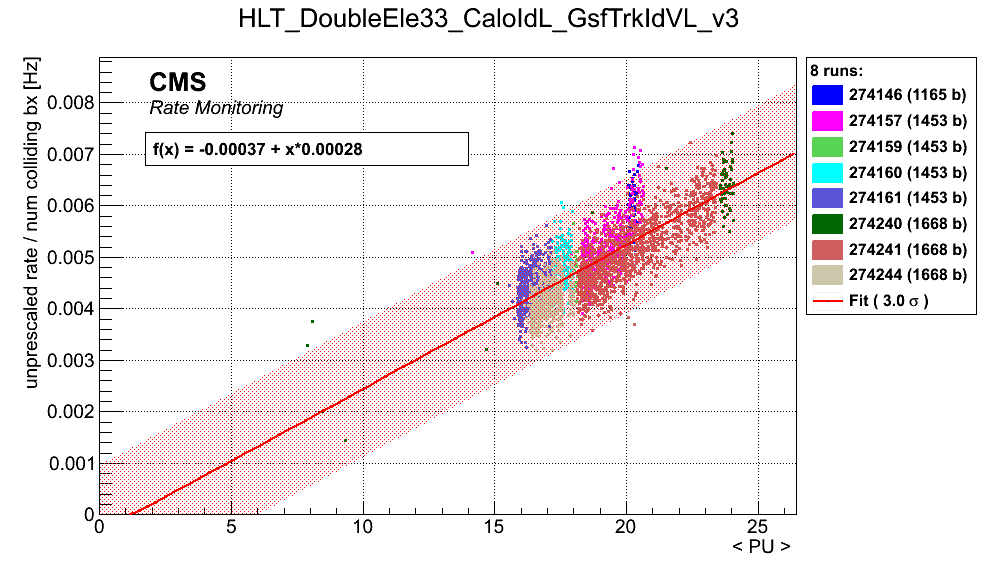 HLT_DoubleEle33_CaloIdL_GsfTrkIdVL_v3
unprescaled rate / num colliding bx [Hz]
CMS
Rate Monitoring
f(x) = -0.00037 + x*0.00028
0.008
0.007
0.006
0.005
0.004
0.003
0.002
0.001
0
0 5 10 15 20 25
< PU >
8 runs:
274146 (1165 b)
274157 (1453 b)
274159 (1453 b)
274160 (1453 b)
274161 (1453 b)
274240 (1668 b)
274241 (1668 b)
274244 (1668 b)
Fit ( 3.0 σ )